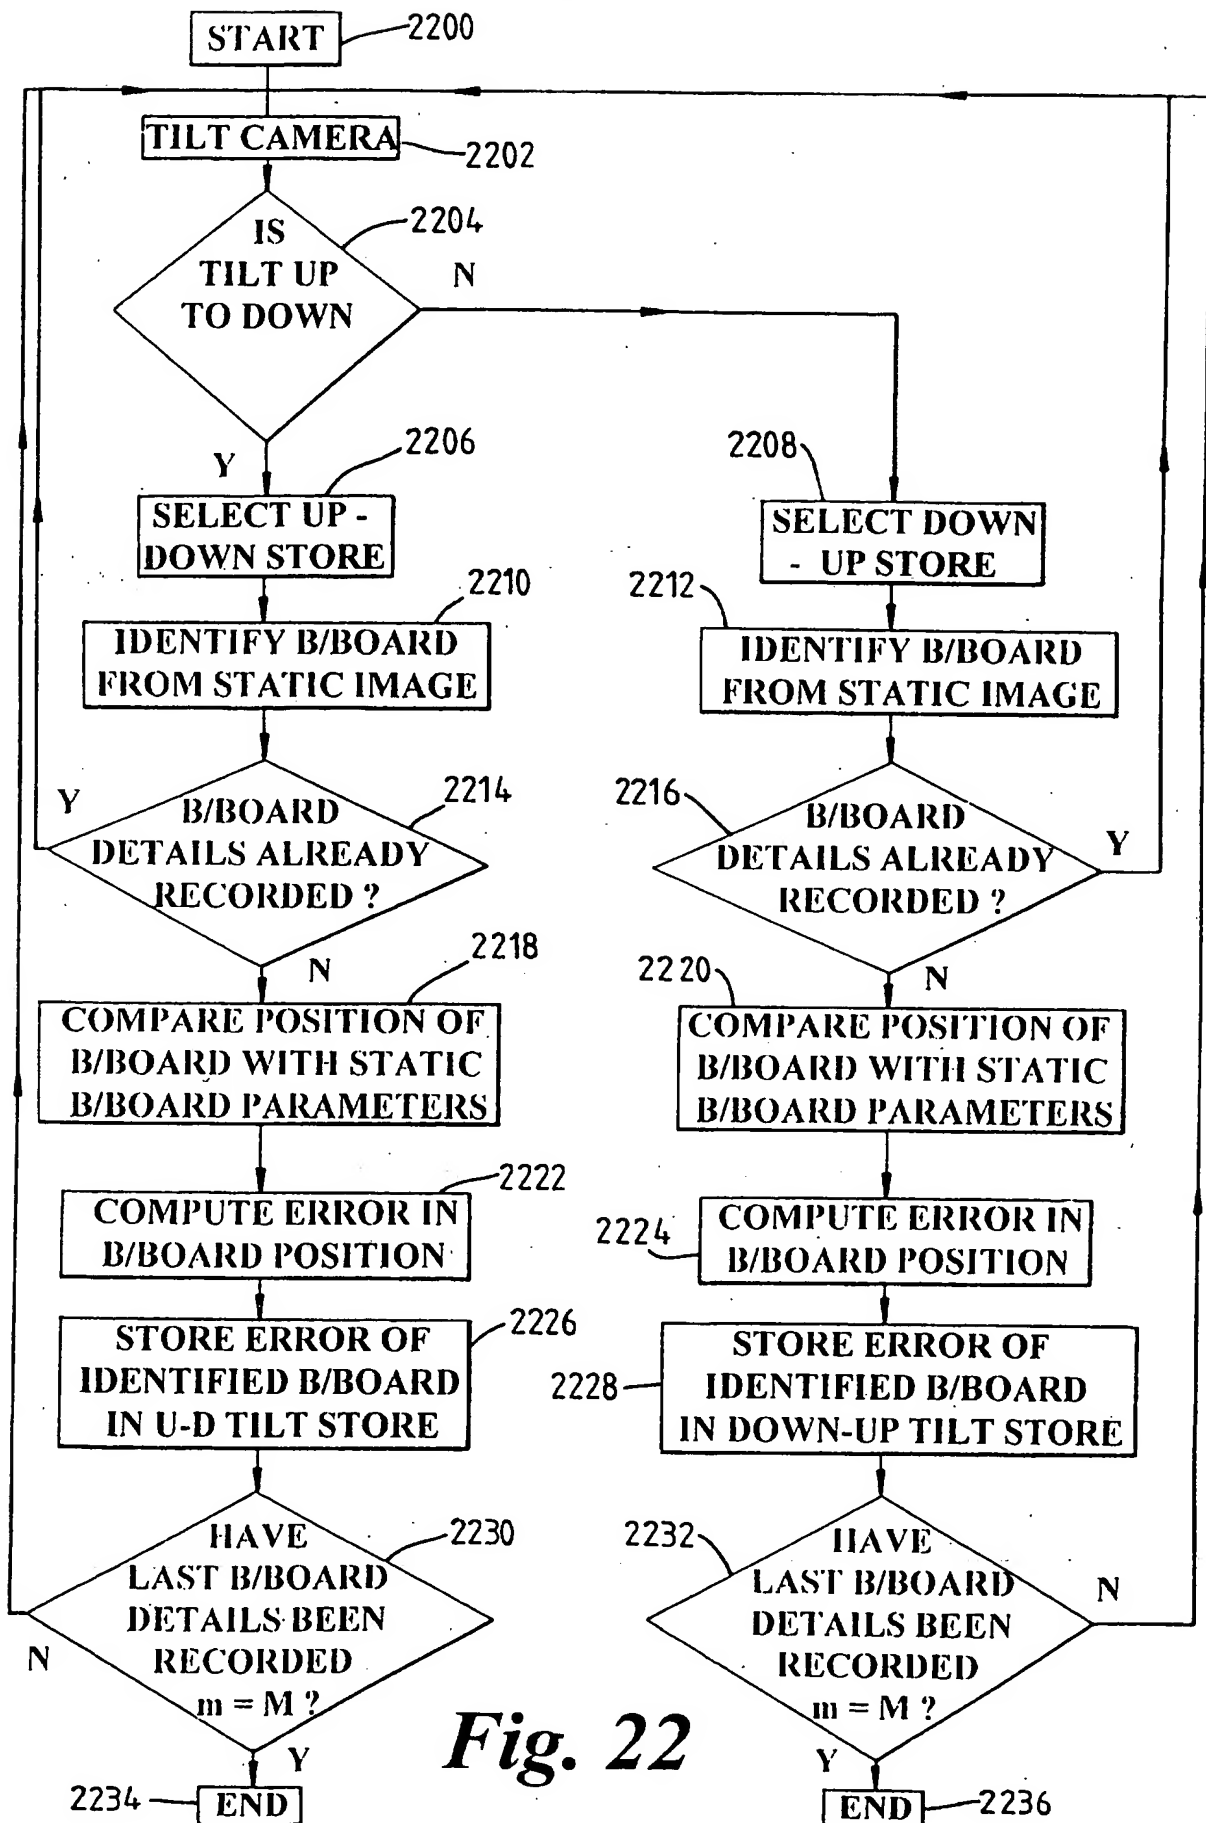 START
2200
TILT CAMERA
2202
IS
TILT UP
TO DOWN
2204
N
Y
2206
SELECT UP -
DOWN STORE
2208
SELECT DOWN
- UP STORE
2210
IDENTIFY B/BOARD
FROM STATIC IMAGE
2212
IDENTIFY B/BOARD
FROM STATIC IMAGE
Y
2214
B/BOARD
DETAILS ALREADY
RECORDED ?
N
2216
B/BOARD
DETAILS ALREADY
RECORDED ?
Y
N
2218
COMPARE POSITION OF
B/BOARD WITH STATIC
B/BOARD PARAMETERS
2220
COMPARE POSITION OF
B/BOARD WITH STATIC
B/BOARD PARAMETERS
2222
COMPUTE ERROR IN
B/BOARD POSITION
2224
COMPUTE ERROR IN
B/BOARD POSITION
2226
STORE ERROR OF
IDENTIFIED B/BOARD
IN U-D TILT STORE
2228
STORE ERROR OF
IDENTIFIED B/BOARD
IN DOWN-UP TILT STORE
2230
HAVE
LAST B/BOARD
DETAILS BEEN
RECORDED
m = M ?
N
Y
2232
HAVE
LAST B/BOARD
DETAILS BEEN
RECORDED
m = M ?
N
Y
2234
END
END
2236
Fig. 22